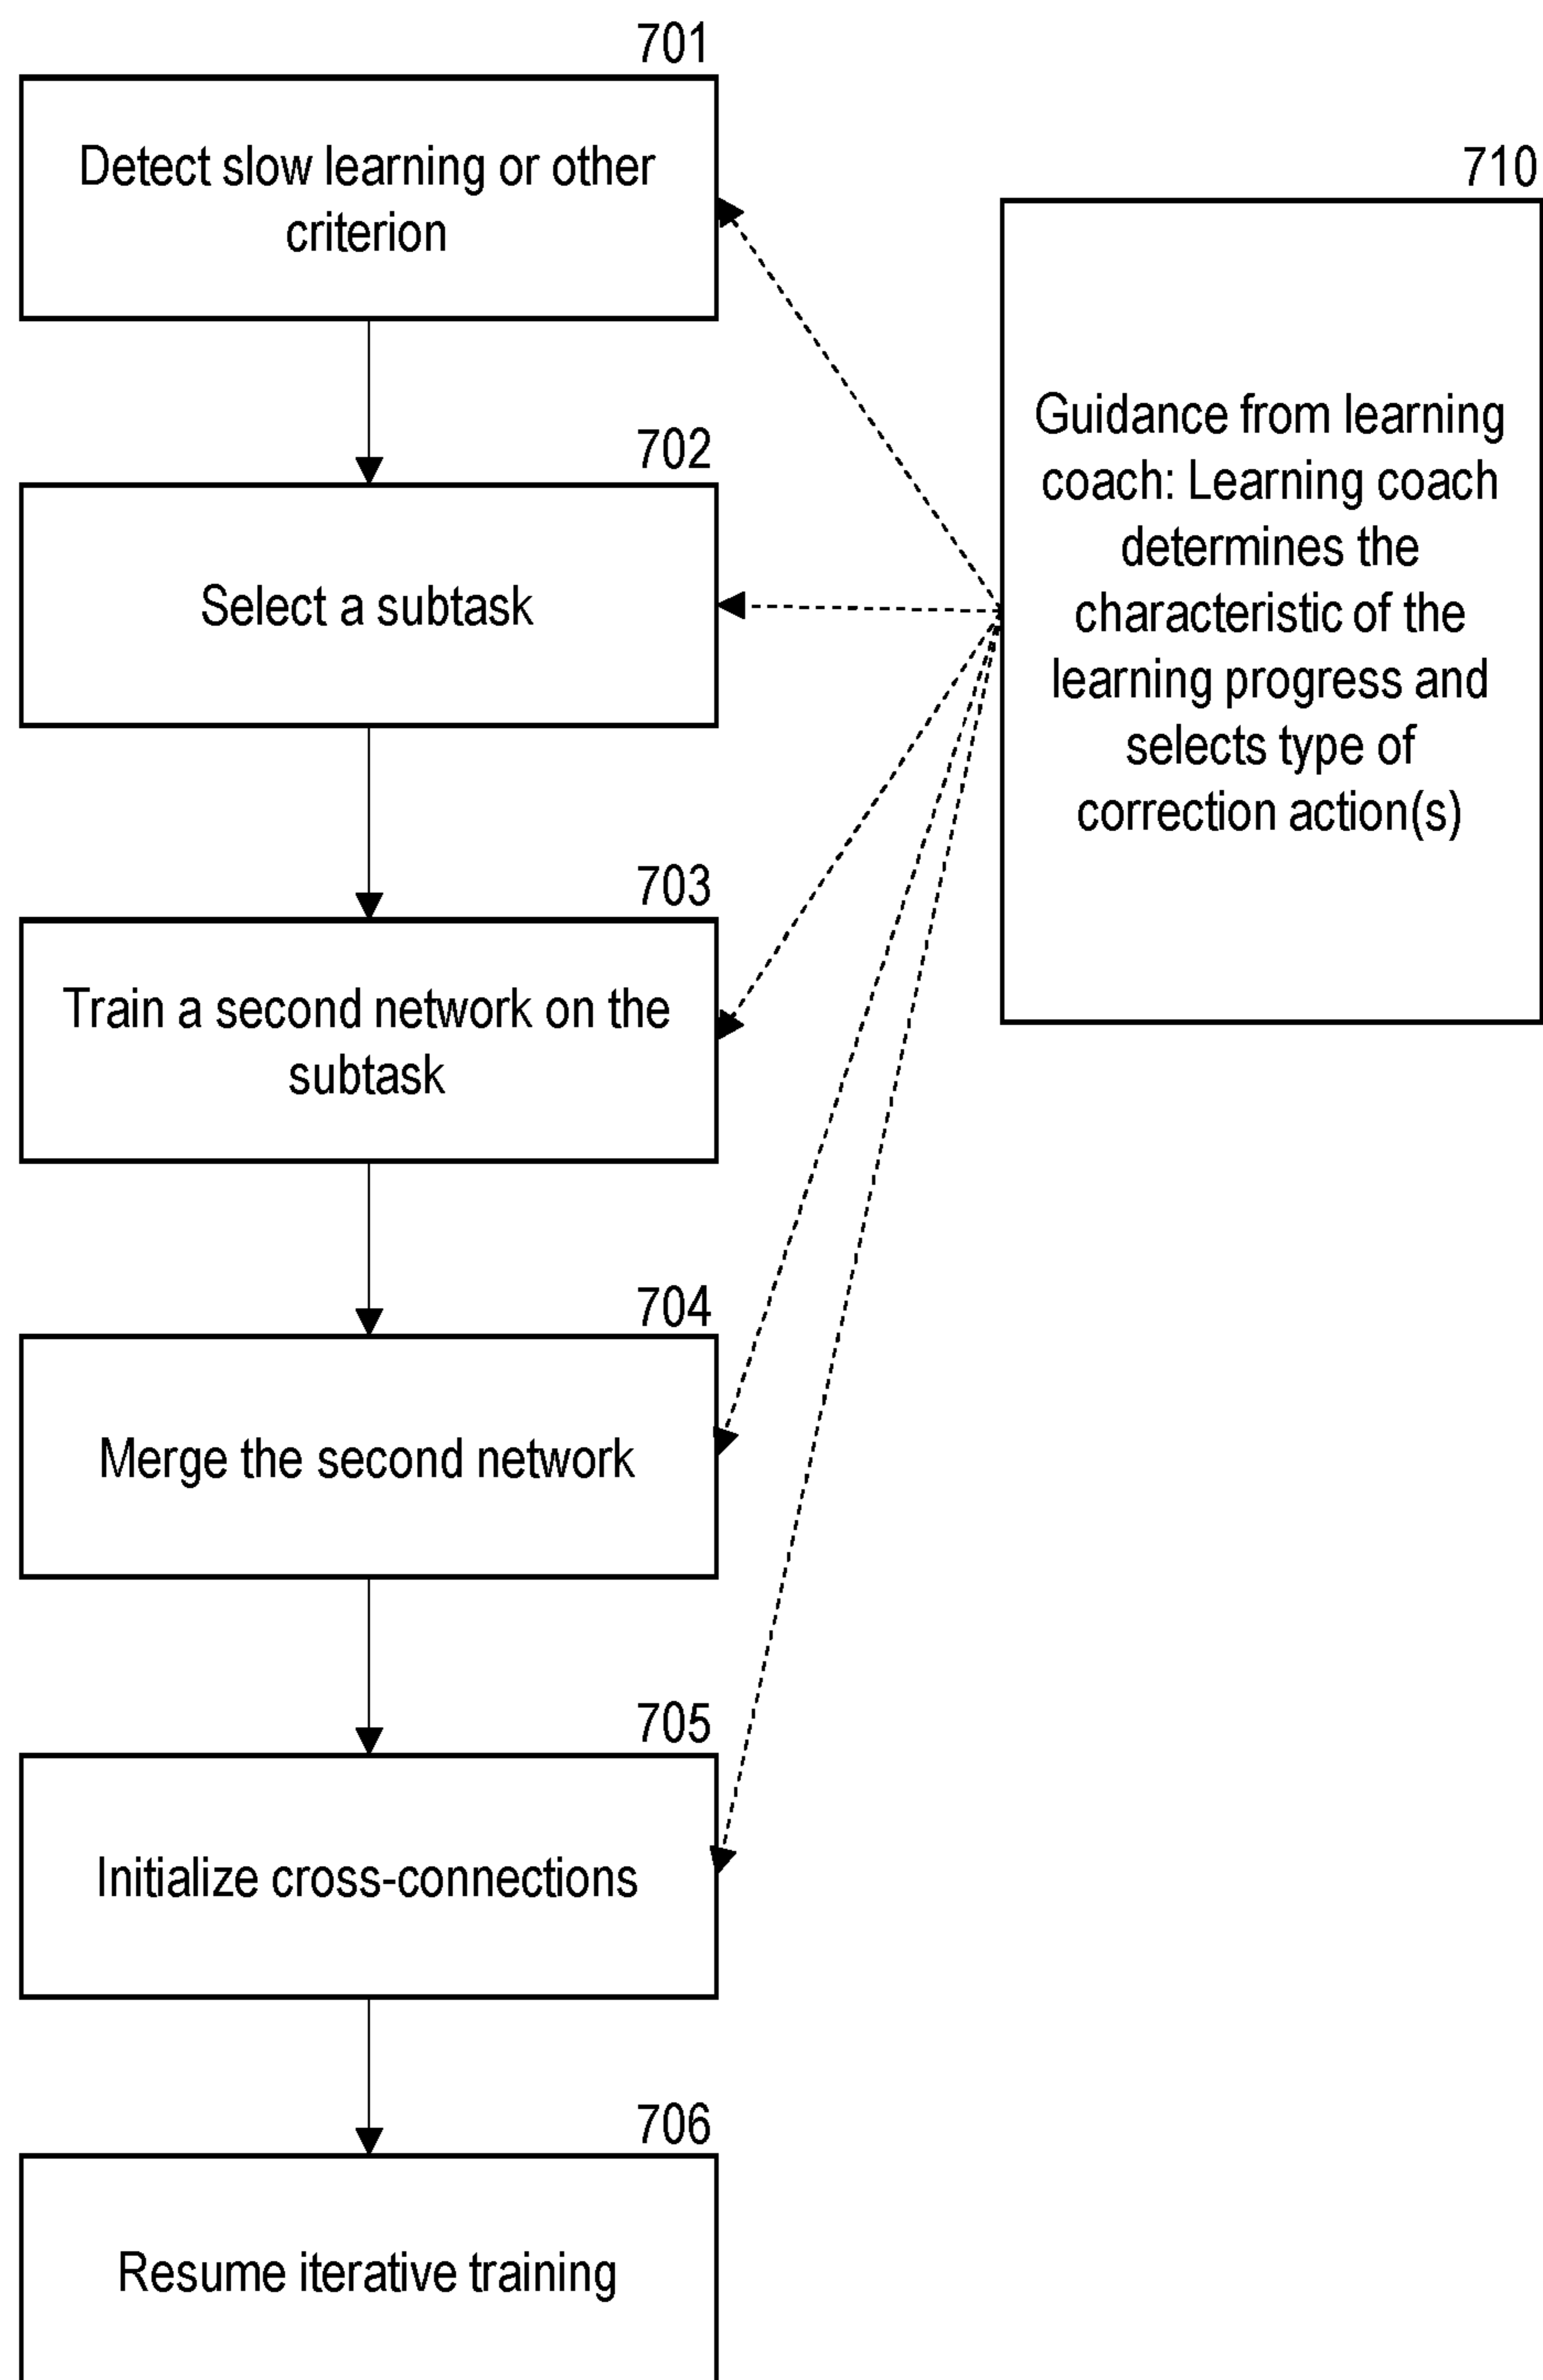 701
Detect slow learning or other
criterion
702
Select a subtask
703
Train a second network on the
subtask
704
Merge the second network
705
Initialize cross-connections
706
Resume iterative training
710
Guidance from learning
coach: Learning coach
determines the
characteristic of the
learning progress and
selects type of
correction action(s)